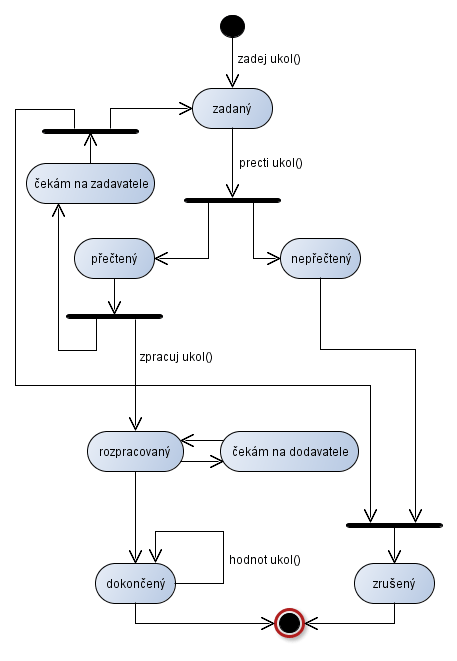 zadej ukol()
zadaný
precti ukol()
čekám na zadavatele
přečtený
nepřečtený
zpracuj ukol()
rozpracovaný
čekám na dodavatele
hodnot ukol()
dokončený
zrušený